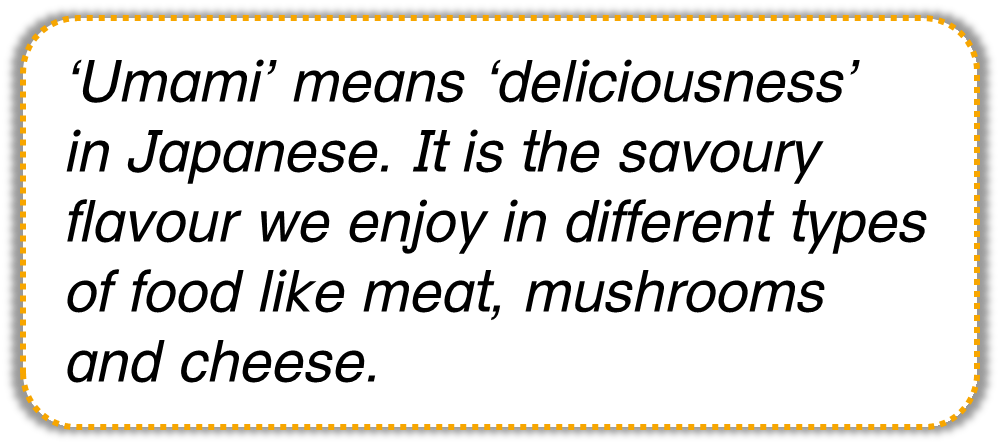 ‘Umami’ means ‘deliciousness’
in Japanese. It is the savoury
flavour we enjoy in different types
of food like meat, mushrooms
and cheese.